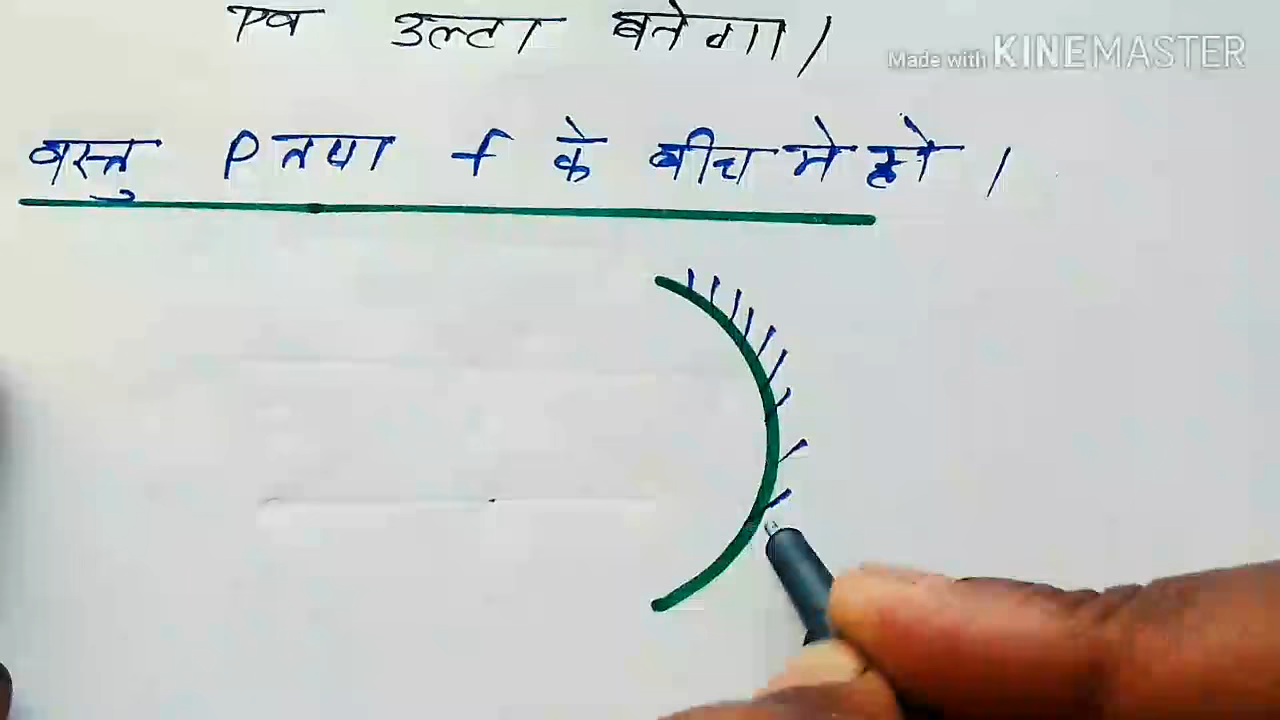 एवं उल्टा बनेगा।
Made with KINEMASTER
वस्तु P तथा f के बीच मे हो ।